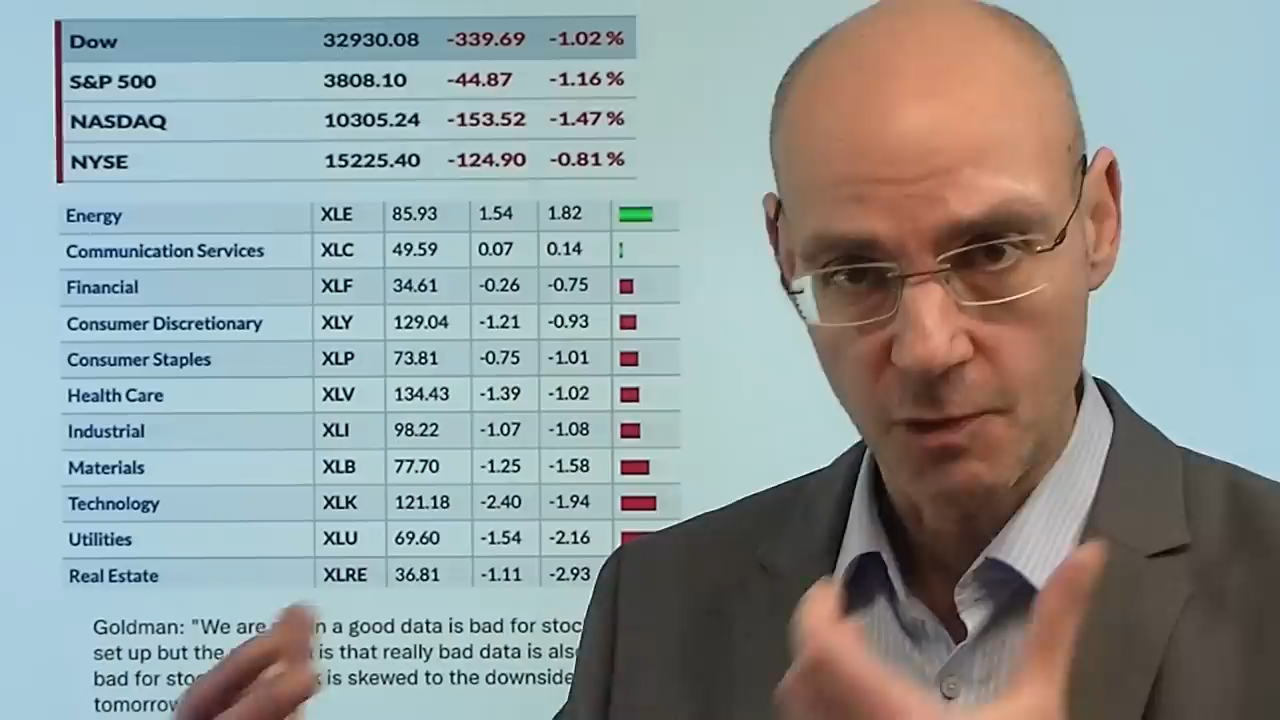 Dow 32930.08 -339.69 -1.02 %
S&P 500 3808.10 -44.87 -1.16 %
NASDAQ 10305.24 -153.52 -1.47 %
NYSE 15225.40 -124.90 -0.81 %
Energy XLE 85.93 1.54 1.82
Communication Services XLC 49.59 0.07 0.14
Financial XLF 34.61 -0.26 -0.75
Consumer Discretionary XLY 129.04 -1.21 -0.93
Consumer Staples XLP 73.81 -0.75 -1.01
Health Care XLV 134.43 -1.39 -1.02
Industrial XLI 98.22 -1.07 -1.08
Materials XLB 77.70 -1.25 -1.58
Technology XLK 121.18 -2.40 -1.94
Utilities XLU 69.60 -1.54 -2.16
Real Estate XLRE 36.81 -1.11 -2.93
Goldman: "We are a good data is bad for
set up but the is that really bad data is
bad for is skewed to the downside